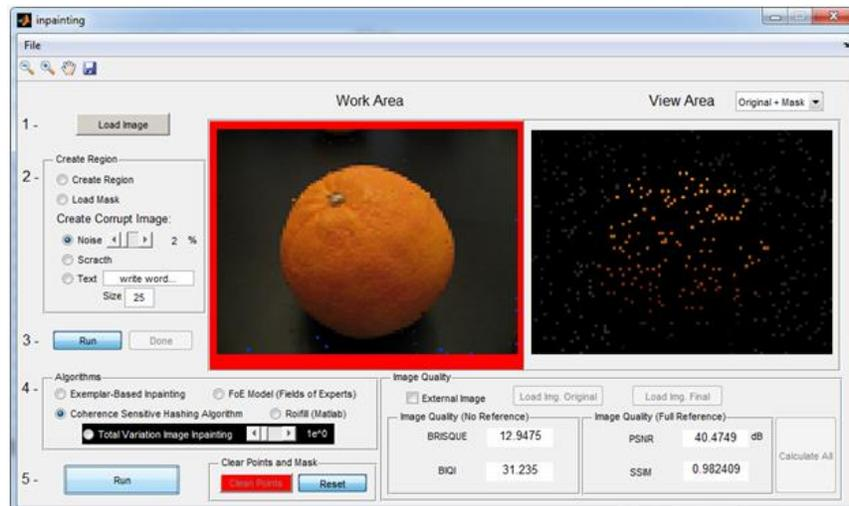 inpainting
File
Work Area
View Area
Original + Mask
1 -
Load Image
Create Region
2 -
Create Region
Load Mask
Create Corrupt Image:
Noise 2 %
Scracth
Text write word...
Size 25
3 -
Run
Done
Algorithms
4 -
Exemplar-Based Inpainting
FoE Model (Fields of Experts)
Coherence Sensitive Hashing Algorithm
Roifill (Matlab)
Total Variation Image Inpainting 1e^0
5 -
Run
Clear Points and Mask
Clean Points
Reset
Image Quality
External Image
Load Img. Original
Load Img. Final
Image Quality (No Reference)
BRISQUE 12.9475
BIQI 31.235
Image Quality (Full Reference)
PSNR 40.4749 dB
SSIM 0.982409
Calculate All